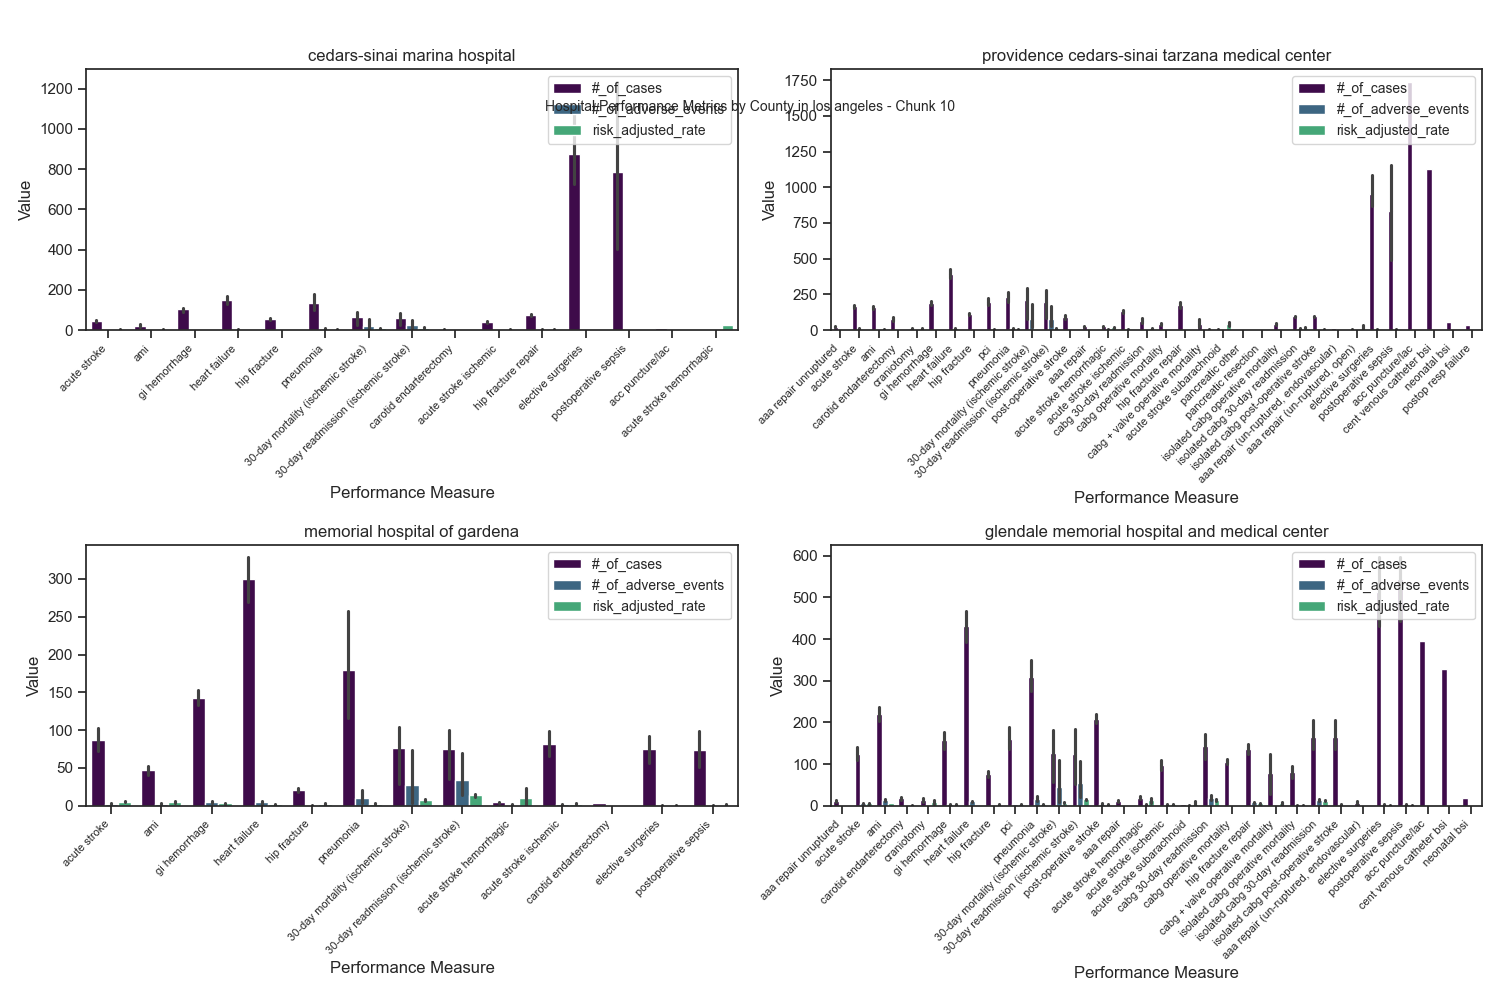 cedars-sinai marina hospital
1200
1000
800
600
400
200
0
Value
#_of_cases
#_of_adverse_events
risk_adjusted_rate
Hospital Performance Metrics by County in los angeles - Chunk 10
acute stroke
ami
gi hemorrhage
heart failure
hip fracture
pneumonia
30-day mortality (ischemic stroke)
30-day readmission (ischemic stroke)
carotid endarterectomy
acute stroke ischemic
hip fracture repair
elective surgeries
postoperative sepsis
acc puncture/lac
acute stroke hemorrhagic
Performance Measure
providence cedars-sinai tarzana medical center
1750
1500
1250
1000
750
500
250
0
Value
#_of_cases
#_of_adverse_events
risk_adjusted_rate
aaa repair unruptured
acute stroke
ami
carotid endarterectomy
craniotomy
gi hemorrhage
heart failure
hip fracture
pci
pneumonia
30-day mortality (ischemic stroke)
30-day readmission (ischemic stroke)
post-operative stroke
aaa repair
acute stroke hemorrhagic
acute stroke ischemic
cabg 30-day readmission
cabg operative mortality
hip fracture repair
cabg + valve operative mortality
acute stroke subarachnoid
pancreatic other
pancreatic resection
isolated cabg operative mortality
isolated cabg 30-day readmission
isolated cabg post-operative stroke
aaa repair (un-ruptured, endovascular)
aaa repair (un-ruptured, open)
elective surgeries
postoperative sepsis
acc puncture/lac
cent venous catheter bsi
neonatal bsi
postop resp failure
Performance Measure
memorial hospital of gardena
300
250
200
150
100
50
0
Value
#_of_cases
#_of_adverse_events
risk_adjusted_rate
acute stroke
ami
gi hemorrhage
heart failure
hip fracture
pneumonia
30-day mortality (ischemic stroke)
30-day readmission (ischemic stroke)
acute stroke hemorrhagic
acute stroke ischemic
carotid endarterectomy
elective surgeries
postoperative sepsis
Performance Measure
glendale memorial hospital and medical center
600
500
400
300
200
100
0
Value
#_of_cases
#_of_adverse_events
risk_adjusted_rate
aaa repair unruptured
acute stroke
ami
carotid endarterectomy
craniotomy
gi hemorrhage
heart failure
hip fracture
pci
pneumonia
30-day mortality (ischemic stroke)
30-day readmission (ischemic stroke)
post-operative stroke
aaa repair
acute stroke hemorrhagic
acute stroke ischemic
acute stroke subarachnoid
cabg 30-day readmission
cabg operative mortality
hip fracture repair
cabg + valve operative mortality
isolated cabg operative mortality
isolated cabg 30-day readmission
isolated cabg post-operative stroke
aaa repair (un-ruptured, endovascular)
elective surgeries
postoperative sepsis
acc puncture/lac
cent venous catheter bsi
neonatal bsi
Performance Measure